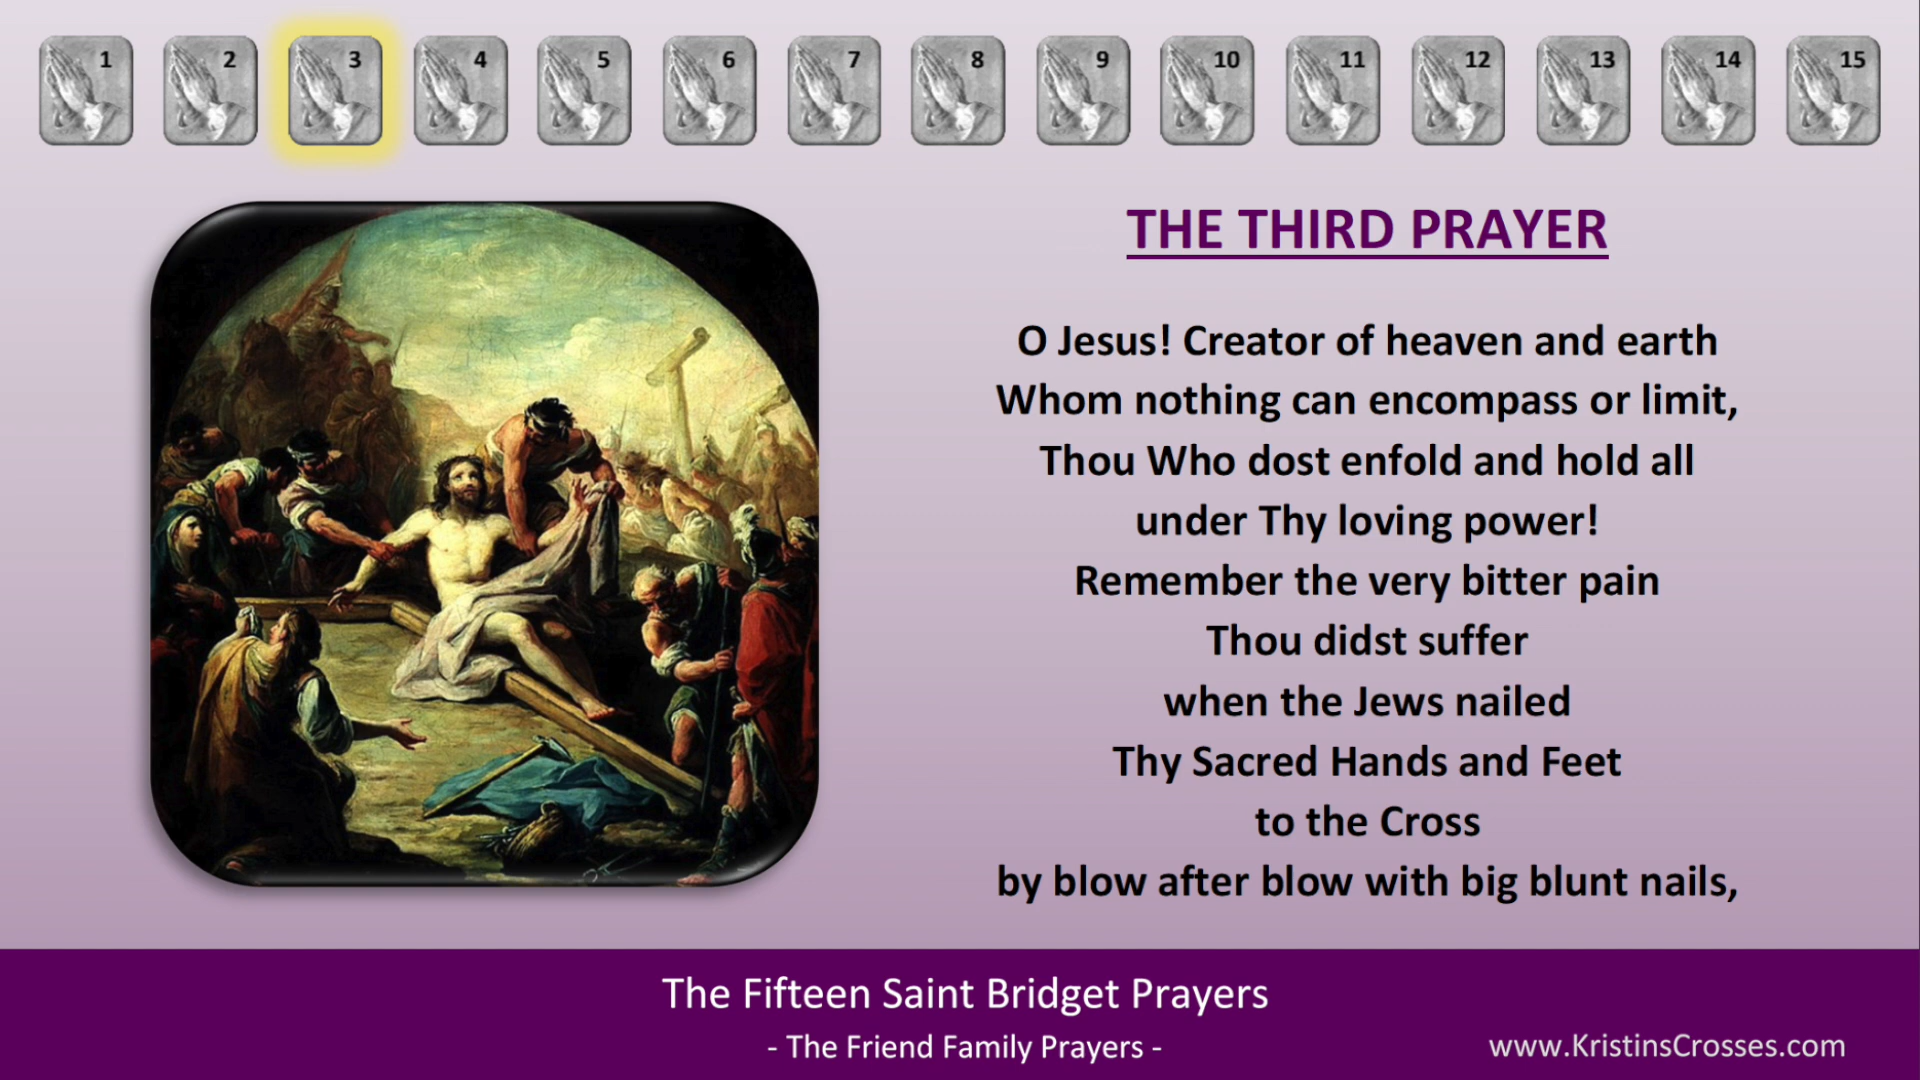 1 2 3 4 5 6 7 8 9 10 11 12 13 14 15
THE THIRD PRAYER
O Jesus! Creator of heaven and earth
Whom nothing can encompass or limit,
Thou Who dost enfold and hold all
under Thy loving power!
Remember the very bitter pain
Thou didst suffer
when the Jews nailed
Thy Sacred Hands and Feet
to the Cross
by blow after blow with big blunt nails,
The Fifteen Saint Bridget Prayers
- The Friend Family Prayers -
www.KristinsCrosses.com